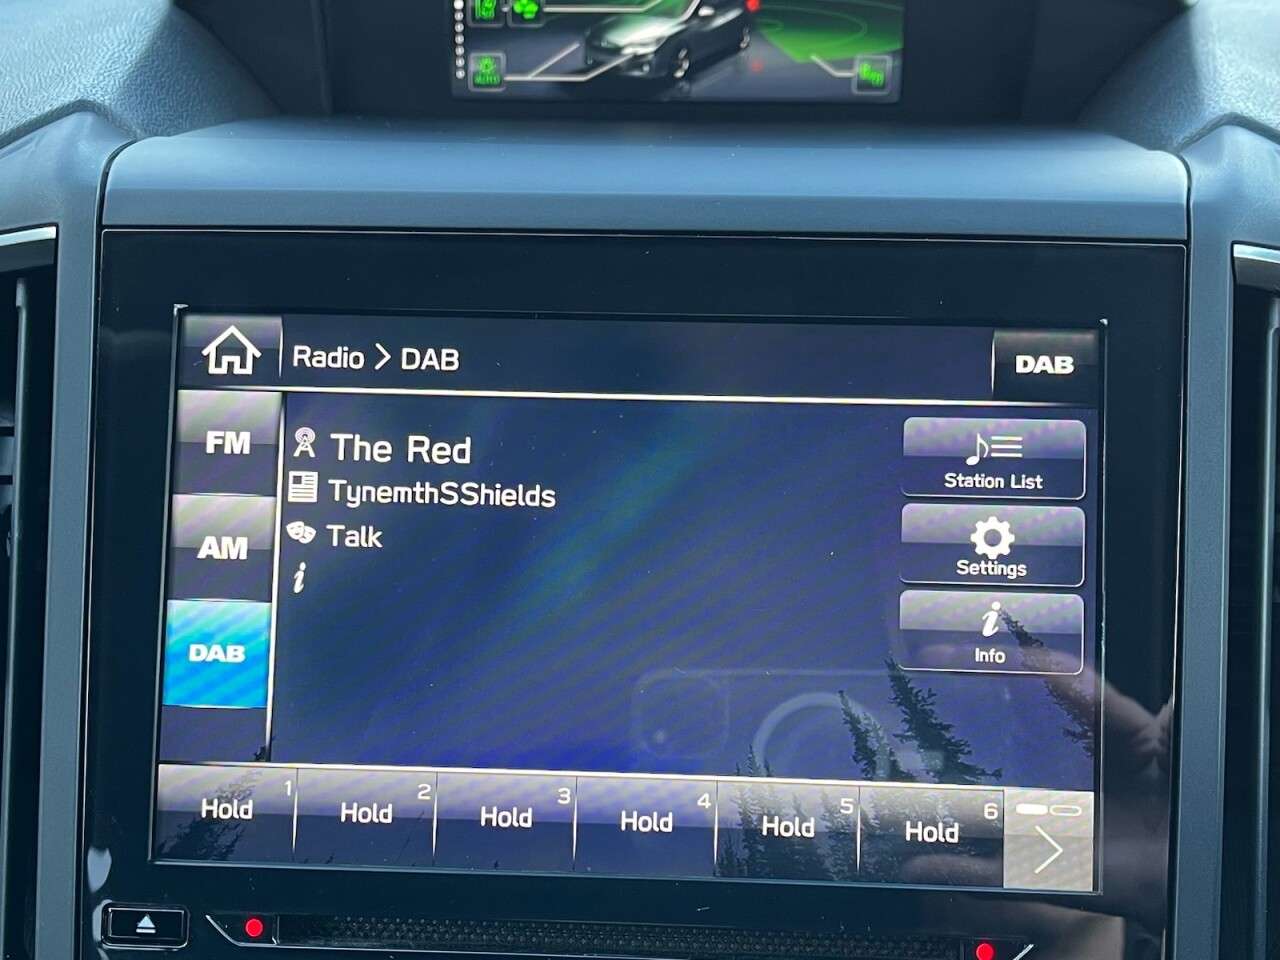 AUTO
Radio > DAB
DAB
FM
AM
DAB
The Red
TynemthSShields
Talk
i
Station List
Settings
i
Info
Hold 1
Hold 2
Hold 3
Hold 4
Hold 5
Hold 6